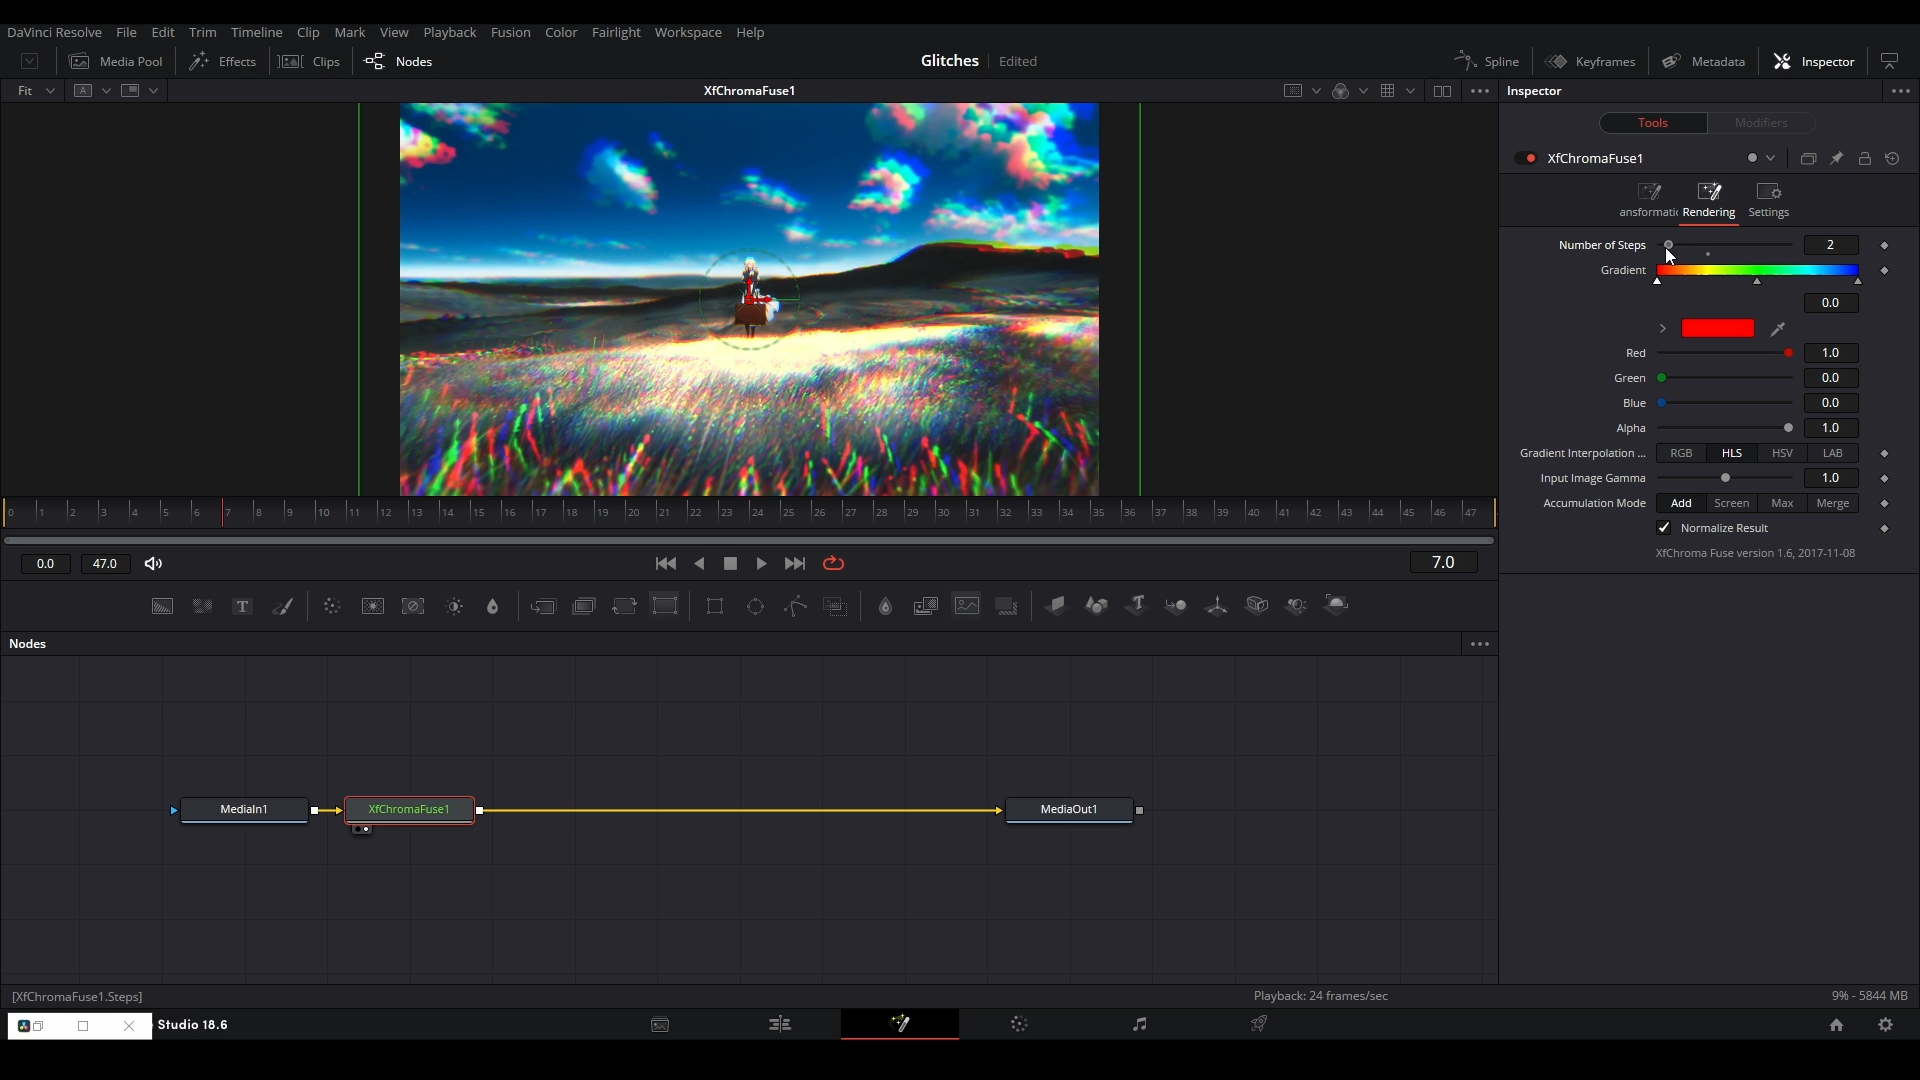 DaVinci Resolve File Edit Trim Timeline Clip Mark View Playback Fusion Color Fairlight Workspace Help
Media Pool Effects Clips Nodes Glitches Edited Spline Keyframes Metadata Inspector
Fit A XfChromaFuse1 Inspector
Tools Modifiers
XfChromaFuse1
ansformatic Rendering Settings
Number of Steps 2
Gradient
0.0
Red 1.0
Green 0.0
Blue 0.0
Alpha 1.0
Gradient Interpolation ... RGB HLS HSV LAB
Input Image Gamma 1.0
Accumulation Mode Add Screen Max Merge
Normalize Result
XfChroma Fuse version 1.6, 2017-11-08
0 1 2 3 4 5 6 7 8 9 10 11 12 13 14 15 16 17 18 19 20 21 22 23 24 25 26 27 28 29 30 31 32 33 34 35 36 37 38 39 40 41 42 43 44 45 46 47
0.0 47.0 7.0
T
Nodes
MediaIn1 XfChromaFuse1 MediaOut1
[XfChromaFuse1.Steps] Playback: 24 frames/sec 9% - 5844 MB
Studio 18.6